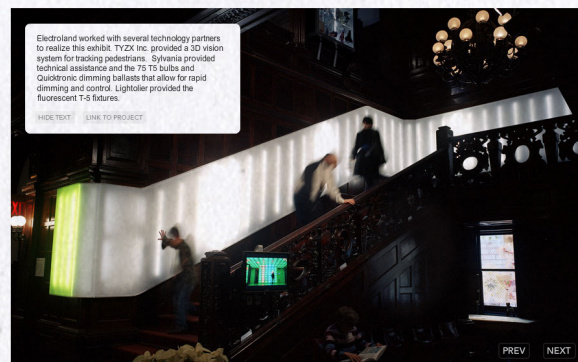 Electroland worked with several technology partners
to realize this exhibit. TYZX Inc. provided a 3D vision
system for tracking pedestrians. Sylvania provided
technical assistance and the 75 T5 bulbs and
Quicktronic dimming ballasts that allow for rapid
dimming and control. Lightolier provided the
fluorescent T-5 fixtures.
HIDE TEXT LINK TO PROJECT
PREV NEXT